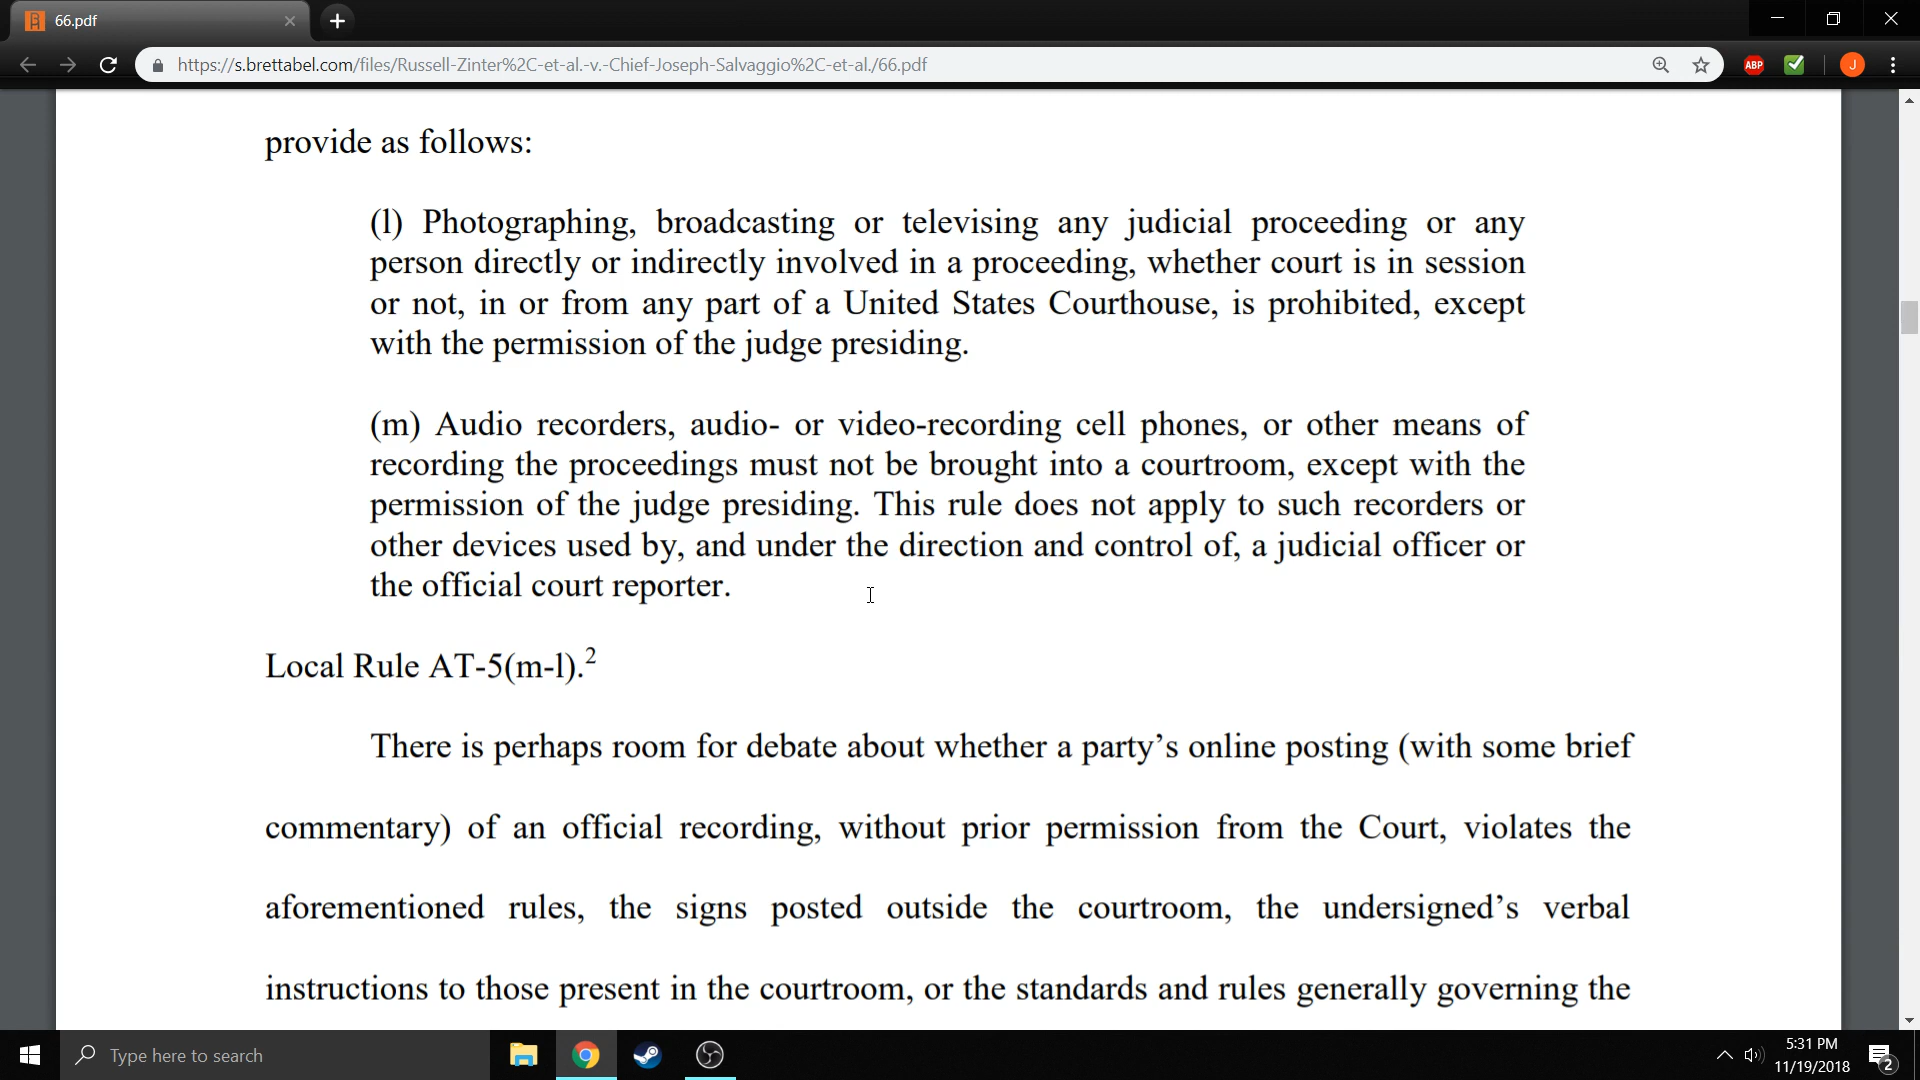 66.pdf
https://s.brettabel.com/files/Russell-Zinter%2C-et-al.-v.-Chief-Joseph-Salvaggio%2C-et-al./66.pdf
ABP
J
provide as follows:
(l) Photographing, broadcasting or televising any judicial proceeding or any
person directly or indirectly involved in a proceeding, whether court is in session
or not, in or from any part of a United States Courthouse, is prohibited, except
with the permission of the judge presiding.
(m) Audio recorders, audio- or video-recording cell phones, or other means of
recording the proceedings must not be brought into a courtroom, except with the
permission of the judge presiding. This rule does not apply to such recorders or
other devices used by, and under the direction and control of, a judicial officer or
the official court reporter.
Local Rule AT-5(m-l).2
There is perhaps room for debate about whether a party’s online posting (with some brief
commentary) of an official recording, without prior permission from the Court, violates the
aforementioned rules, the signs posted outside the courtroom, the undersigned’s verbal
instructions to those present in the courtroom, or the standards and rules generally governing the
Type here to search
5:31 PM
11/19/2018
2